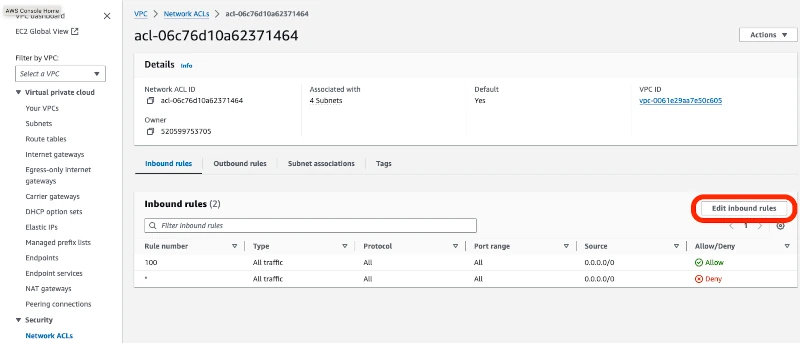 AWS Console Home
VPC dashboard
EC2 Global View
Filter by VPC:
Select a VPC
Virtual private cloud
Your VPCs
Subnets
Route tables
Internet gateways
Egress-only internet
gateways
Carrier gateways
DHCP option sets
Elastic IPs
Managed prefix lists
Endpoints
Endpoint services
NAT gateways
Peering connections
Security
Network ACLs
VPC > Network ACLs > acl-06c76d10a62371464
acl-06c76d10a62371464
Actions
Details Info
Network ACL ID
acl-06c76d10a62371464
Associated with
4 Subnets
Default
Yes
VPC ID
vpc-0061e29aa7e50c605
Owner
520599753705
Inbound rules Outbound rules Subnet associations Tags
Inbound rules (2)
Edit inbound rules
Filter inbound rules
1
Rule number Type Protocol Port range Source Allow/Deny
100 All traffic All All 0.0.0.0/0 Allow
* All traffic All All 0.0.0.0/0 Deny